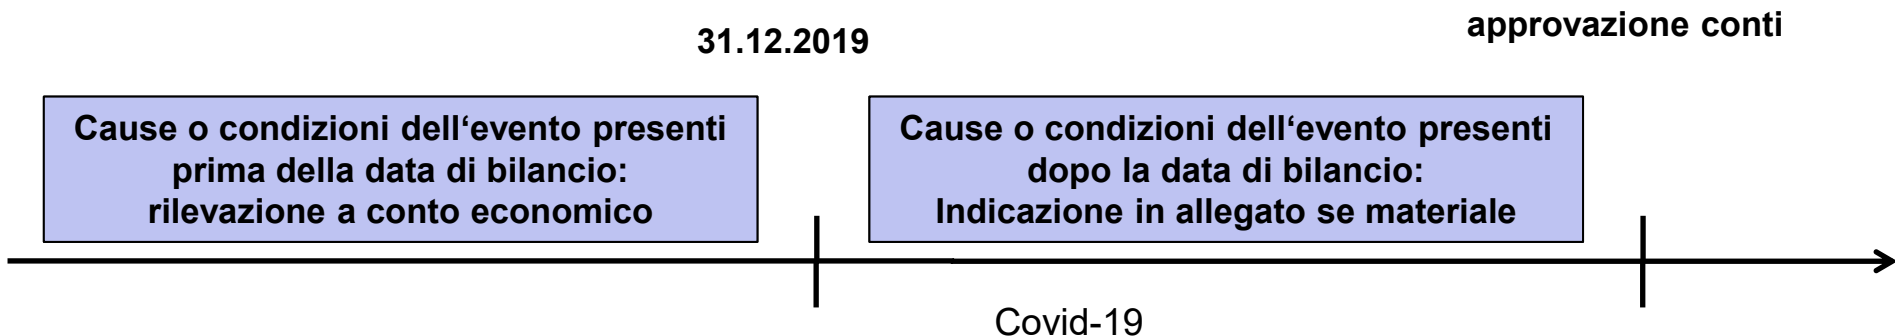 31.12.2019
approvazione conti
Cause o condizioni dell‘evento presenti
prima della data di bilancio:
rilevazione a conto economico
Cause o condizioni dell‘evento presenti
dopo la data di bilancio:
Indicazione in allegato se materiale
Covid-19